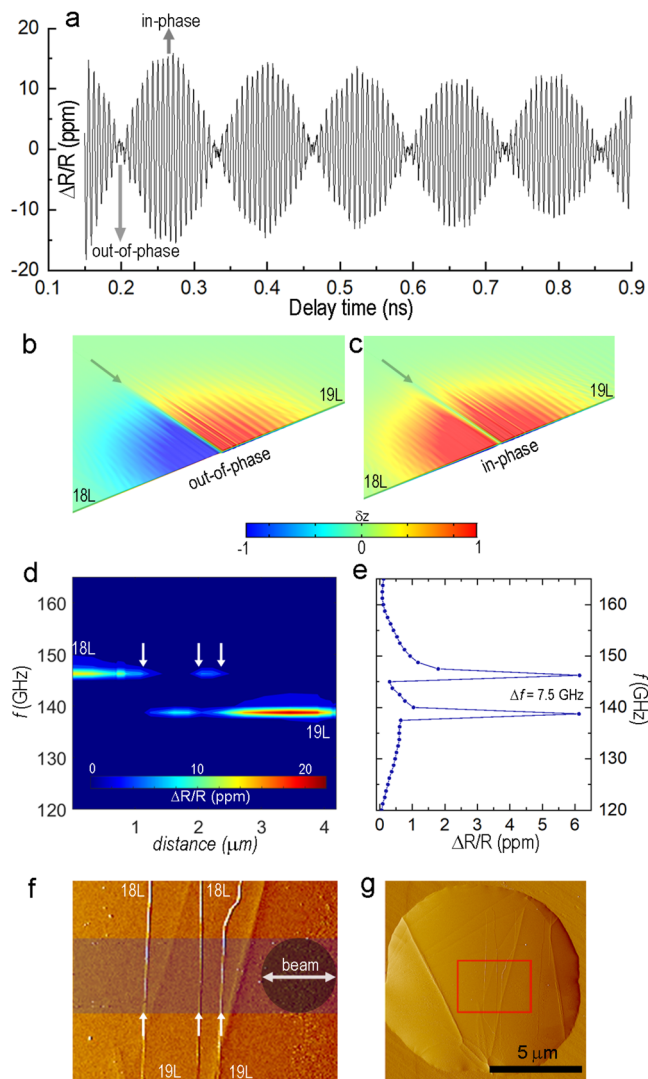 a
in-phase
20
10
0
-10
-20
ΔR/R (ppm)
out-of-phase
0.1 0.2 0.3 0.4 0.5 0.6 0.7 0.8 0.9
Delay time (ns)
b
c
19L
19L
out-of-phase
in-phase
18L
18L
δz
-1 0 1
d
e
160
150
140
130
120
f (GHz)
18L
19L
0 10 20
ΔR/R (ppm)
1 2 3 4
distance (μm)
Δf = 7.5 GHz
160
150
140
130
120
f (GHz)
0 1 2 3 4 5 6 7
ΔR/R (ppm)
f
g
18L 18L
beam
19L 19L
5 μm